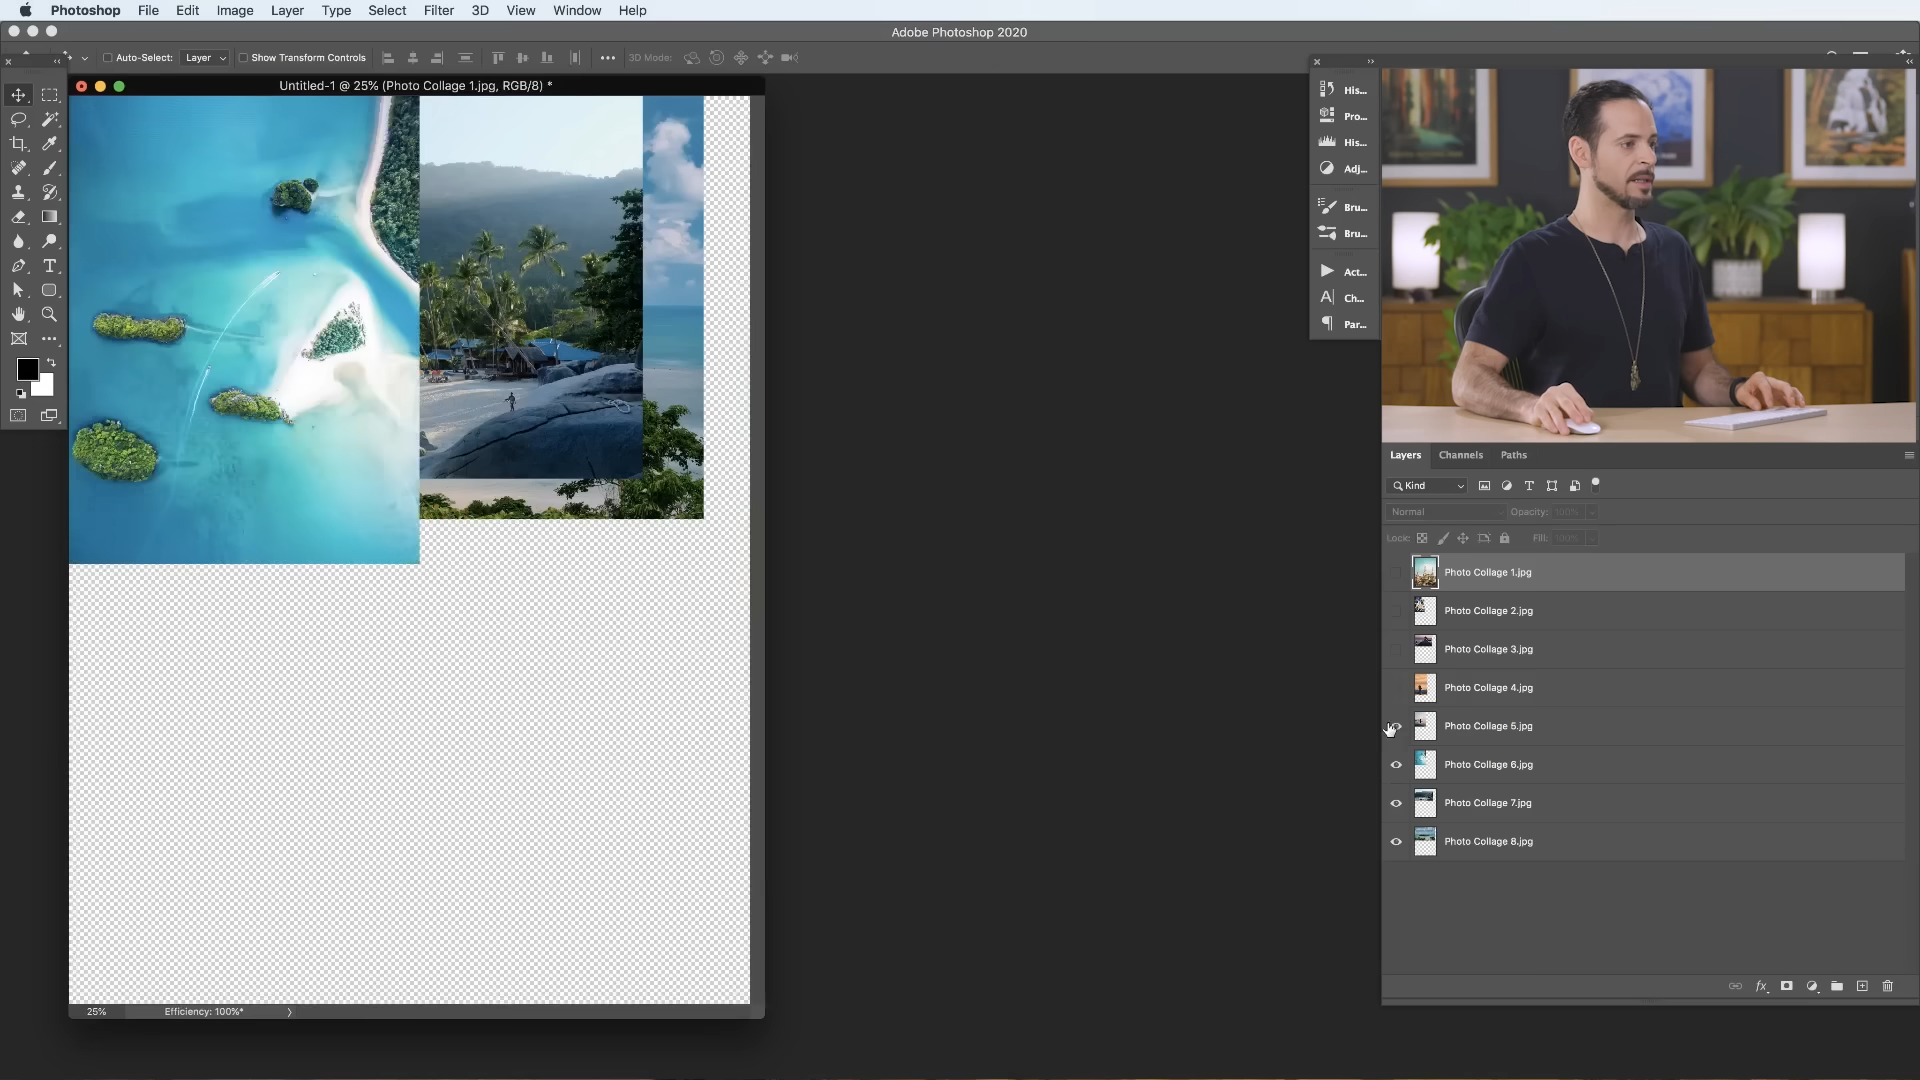 Photoshop File Edit Image Layer Type Select Filter 3D View Window Help
Adobe Photoshop 2020
Auto-Select: Layer Show Transform Controls 3D Mode:
Untitled-1 @ 25% (Photo Collage 1.jpg, RGB/8) *
His...
Pro...
His...
Adj...
Bru...
Bru...
Act...
Ch...
Par...
Layers Channels Paths
Kind
Normal Opacity: 100%
Lock: Fill: 100%
Photo Collage 1.jpg
Photo Collage 2.jpg
Photo Collage 3.jpg
Photo Collage 4.jpg
Photo Collage 5.jpg
Photo Collage 6.jpg
Photo Collage 7.jpg
Photo Collage 8.jpg
fx
25% Efficiency: 100%*